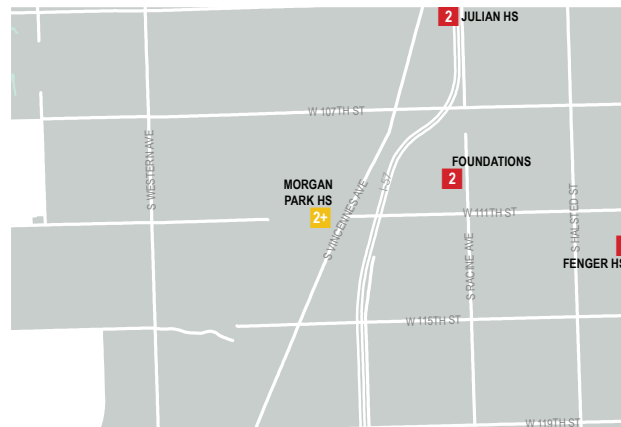 2 JULIAN HS
W 107TH ST
S WESTERN AVE
FOUNDATIONS
2
MORGAN
PARK HS
2+
I-57
S VINCENNES AVE
W 111TH ST
S HALSTED ST
S RACINE AVE
FENGER HS
W 115TH ST
W 119TH ST